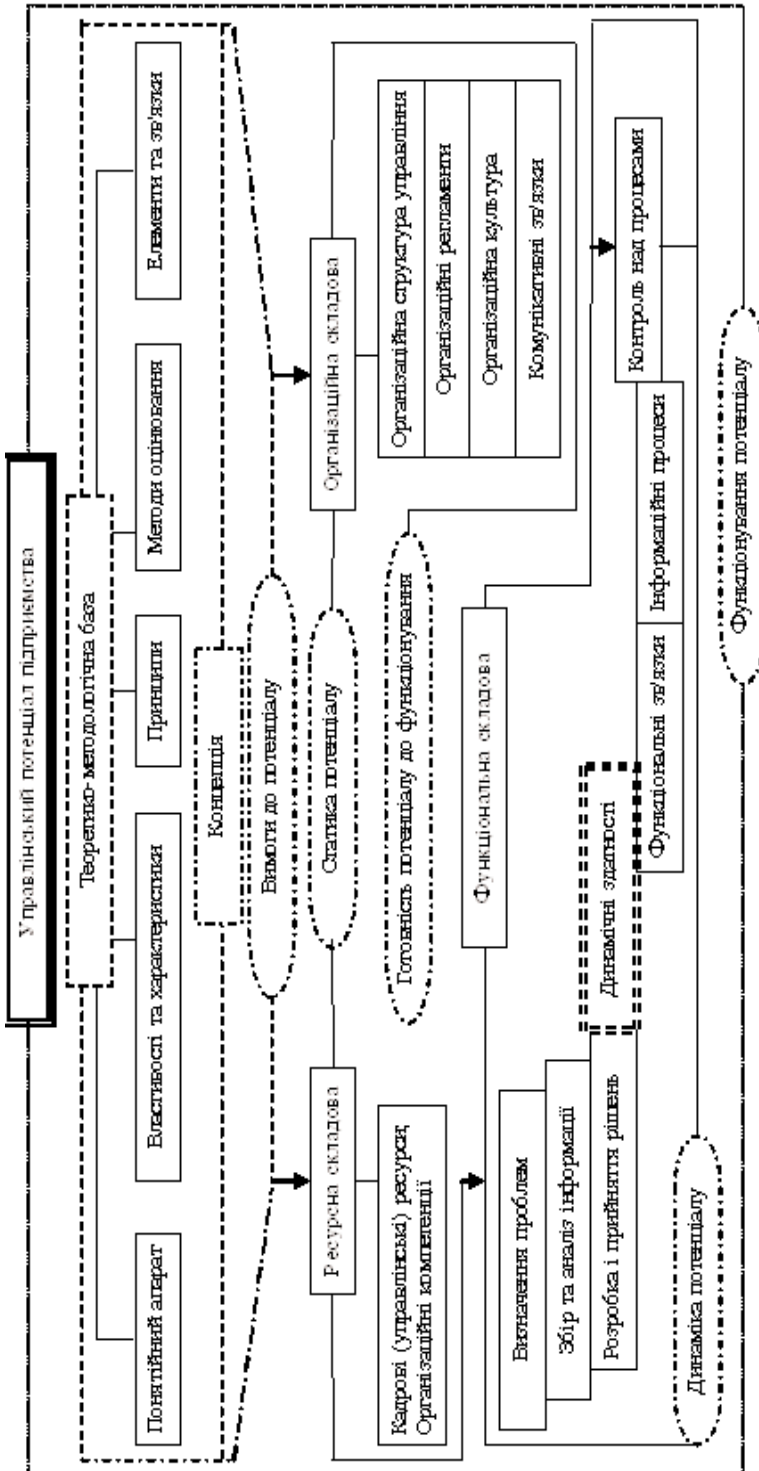 Управлінський потенціал підприємства
Теоретико-методологічна база
Понятійний апарат
Властивості та характеристики
Принципи
Методи оцінювання
Елементи та зв'язки
Концепція
Вимоги до потенціалу
Ресурсна складова
Статика потенціалу
Організаційна складова
Кадрові (управлінські) ресурси;
Організаційні компетенції
Готовність потенціалу до функціонування
Організаційна структура управління
Організаційні регламенти
Організаційна культура
Комунікативні зв'язки
Функціональна складова
Визначення проблем
Збір та аналіз інформації
Розробка і прийняття рішень
Динамічні здатності
Функціональні зв'язки
Інформаційні процеси
Контроль над процесами
Динаміка потенціалу
Функціонування потенціалу